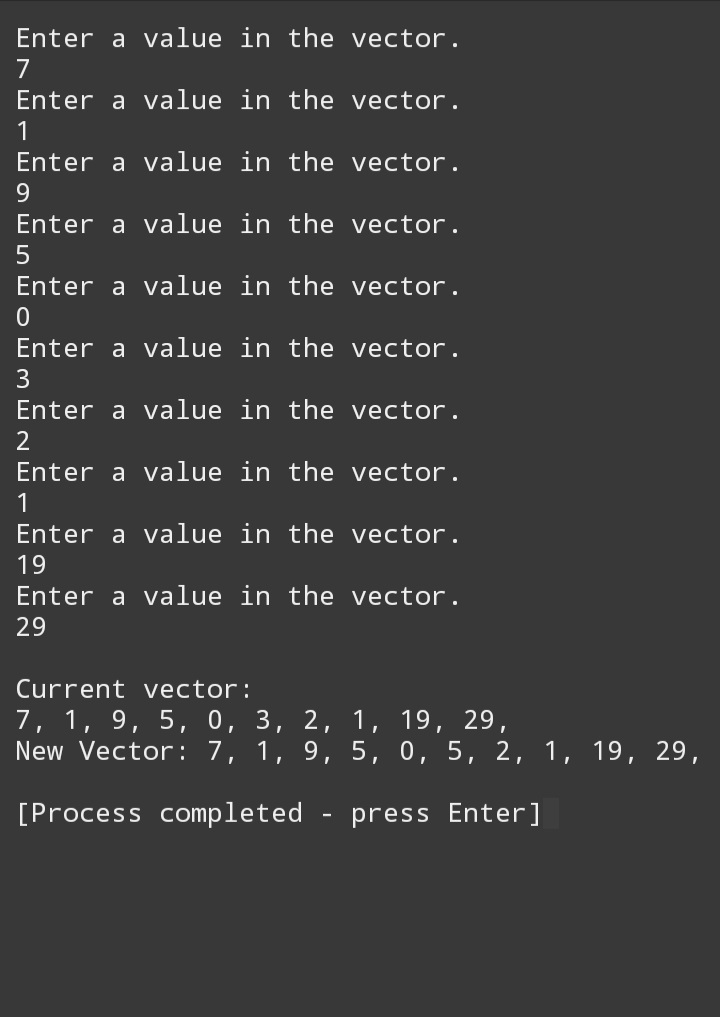 Enter a value in the vector.
7
Enter a value in the vector.
1
Enter a value in the vector.
9
Enter a value in the vector.
5
Enter a value in the vector.
0
Enter a value in the vector.
3
Enter a value in the vector.
2
Enter a value in the vector.
1
Enter a value in the vector.
19
Enter a value in the vector.
29
Current vector:
7, 1, 9, 5, 0, 3, 2, 1, 19, 29,
New Vector: 7, 1, 9, 5, 0, 5, 2, 1, 19, 29,
[Process completed - press Enter]